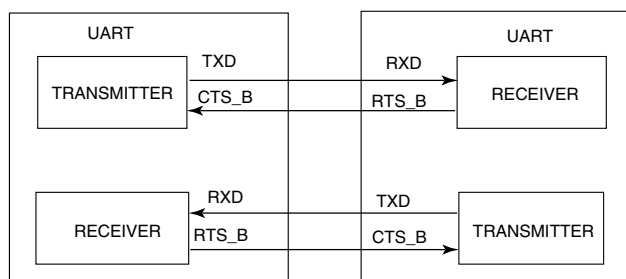 UART UART
TXD RXD
TRANSMITTER CTS_B RTS_B RECEIVER
RXD TXD
RECEIVER RTS_B CTS_B TRANSMITTER